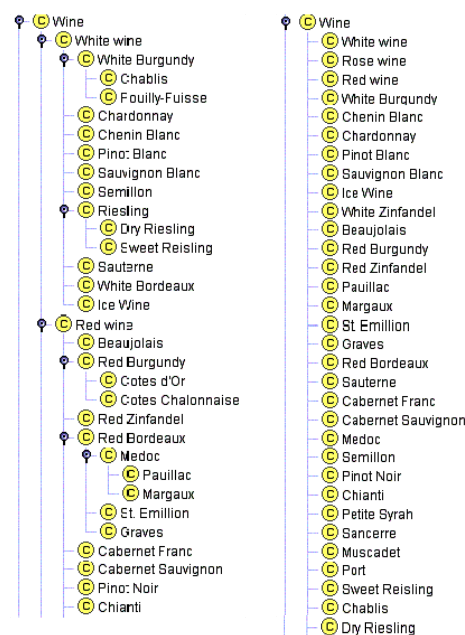 Wine
White wine
White Burgundy
Chablis
Fouilly-Fuisse
Chardonnay
Chenin Blanc
Pinot Blanc
Sauvignon Blanc
Semillon
Riesling
Dry Riesling
Sweet Reisling
Sauterne
White Bordeaux
Ice Wine
Red wine
Beaujolais
Red Burgundy
Cotes d'Or
Cotes Chalonnaise
Red Zinfandel
Red Bordeaux
Medoc
Pauillac
Margaux
St. Emillion
Graves
Cabernet Franc
Cabernet Sauvignon
Pinot Noir
Chianti
Wine
White wine
Rose wine
Red wine
White Burgundy
Chenin Blanc
Chardonnay
Pinot Blanc
Sauvignon Blanc
Ice Wine
White Zinfandel
Beaujolais
Red Burgundy
Red Zinfandel
Pauillac
Margaux
St. Emillion
Graves
Red Bordeaux
Sauterne
Cabernet Franc
Cabernet Sauvignon
Medoc
Semillon
Pinot Noir
Chianti
Petite Syrah
Sancerre
Muscadet
Port
Sweet Reisling
Chablis
Dry Riesling